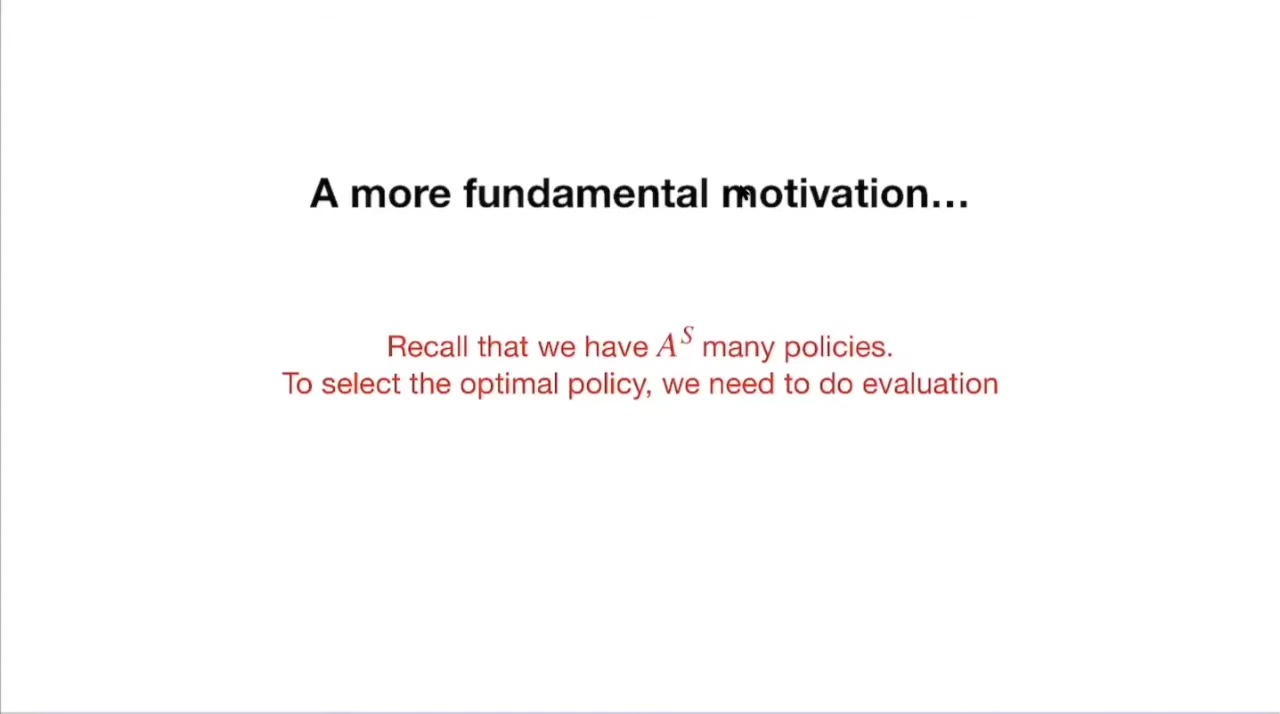 A more fundamental motivation…
Recall that we have $A^S$ many policies.
To select the optimal policy, we need to do evaluation